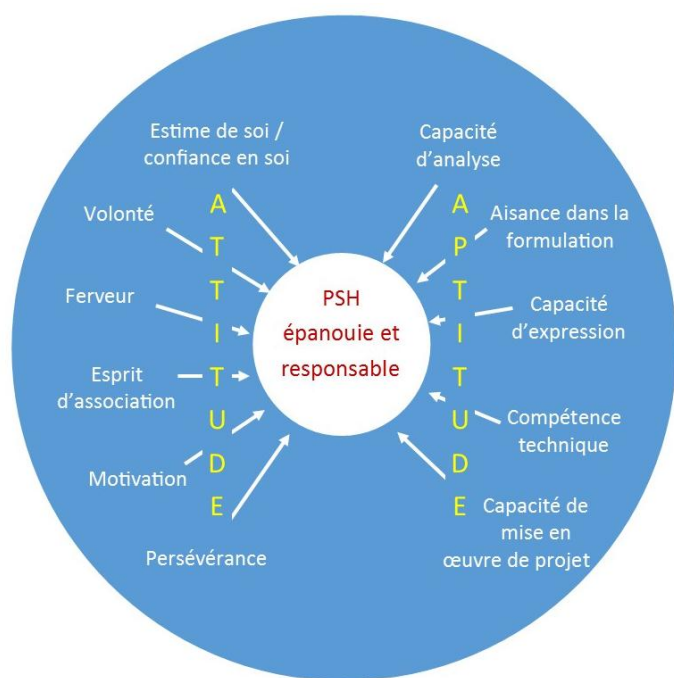 Estime de soi /
confiance en soi
Volonté
Ferveur
Esprit
d’association
Motivation
Persévérance
A
T
T
I
T
U
D
E
PSH
épanouie et
responsable
A
P
T
I
T
U
D
E
Capacité
d’analyse
Aisance dans la
formulation
Capacité
d’expression
Compétence
technique
Capacité de
mise en
œuvre de projet